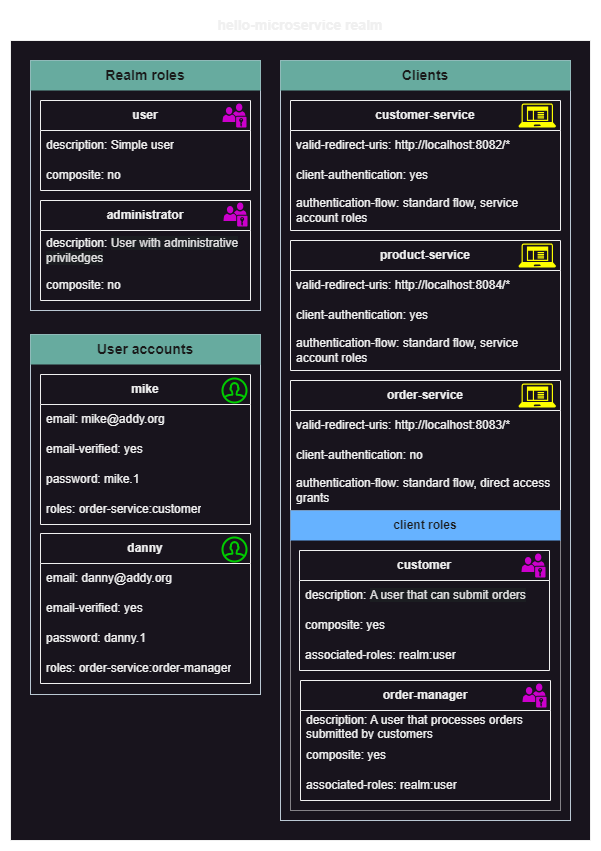 hello-microservice realm
Realm roles
user
description: Simple user
composite: no
administrator
description: User with administrative
priviledges
composite: no
User accounts
mike
email: mike@addy.org
email-verified: yes
password: mike.1
roles: order-service:customer
danny
email: danny@addy.org
email-verified: yes
password: danny.1
roles: order-service:order-manager
Clients
customer-service
valid-redirect-uris: http://localhost:8082/*
client-authentication: yes
authentication-flow: standard flow, service
account roles
product-service
valid-redirect-uris: http://localhost:8084/*
client-authentication: yes
authentication-flow: standard flow, service
account roles
order-service
valid-redirect-uris: http://localhost:8083/*
client-authentication: no
authentication-flow: standard flow, direct access
grants
client roles
customer
description: A user that can submit orders
composite: yes
associated-roles: realm:user
order-manager
description: A user that processes orders
submitted by customers
composite: yes
associated-roles: realm:user